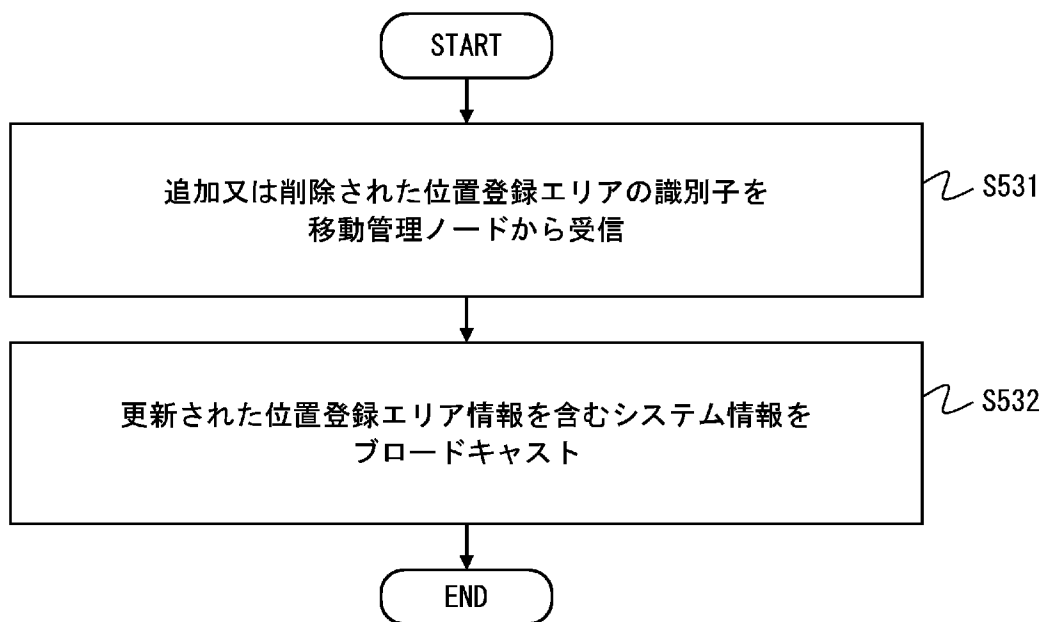 START
追加又は削除された位置登録エリアの識別子を
移動管理ノードから受信
S531
更新された位置登録エリア情報を含むシステム情報を
ブロードキャスト
S532
END